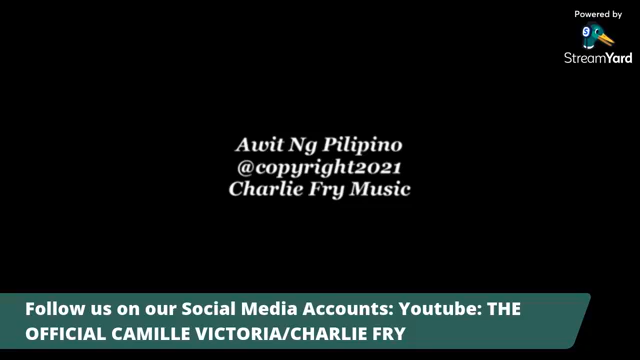 Powered by
StreamYard
Awit Ng Pilipino
@copyright2021
Charlie Fry Music
Follow us on our Social Media Accounts: Youtube: THE
OFFICIAL CAMILLE VICTORIA/CHARLIE FRY